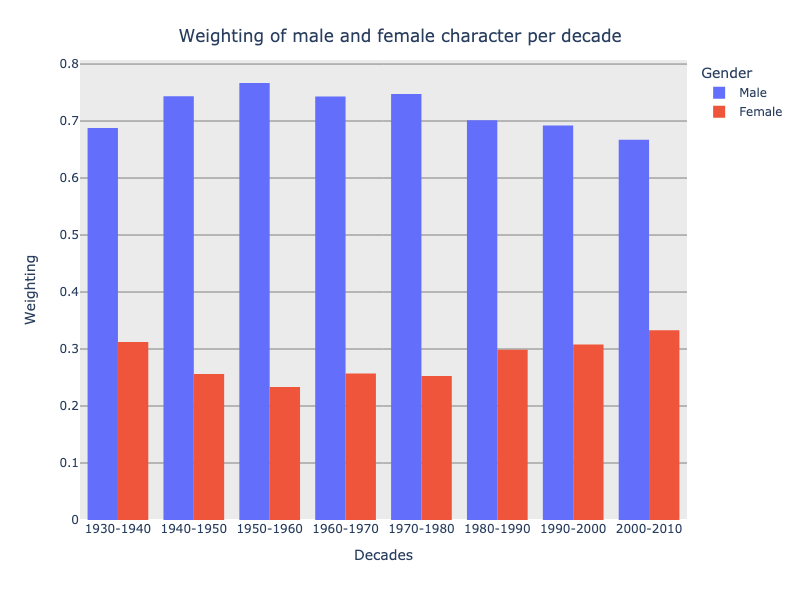 Weighting of male and female character per decade
Gender
Male
Female
Weighting
0.8
0.7
0.6
0.5
0.4
0.3
0.2
0.1
0
1930-1940 1940-1950 1950-1960 1960-1970 1970-1980 1980-1990 1990-2000 2000-2010
Decades